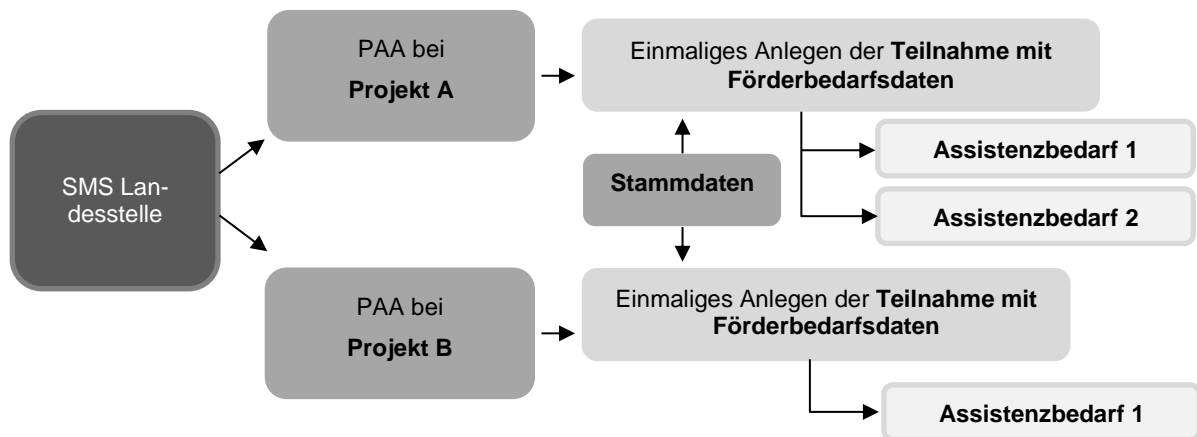 PAA bei
Projekt A
Einmaliges Anlegen der Teilnahme mit
Förderbedarfsdaten
Assistenzbedarf 1
SMS Lan-
desstelle
Stammdaten
Assistenzbedarf 2
PAA bei
Projekt B
Einmaliges Anlegen der Teilnahme mit
Förderbedarfsdaten
Assistenzbedarf 1